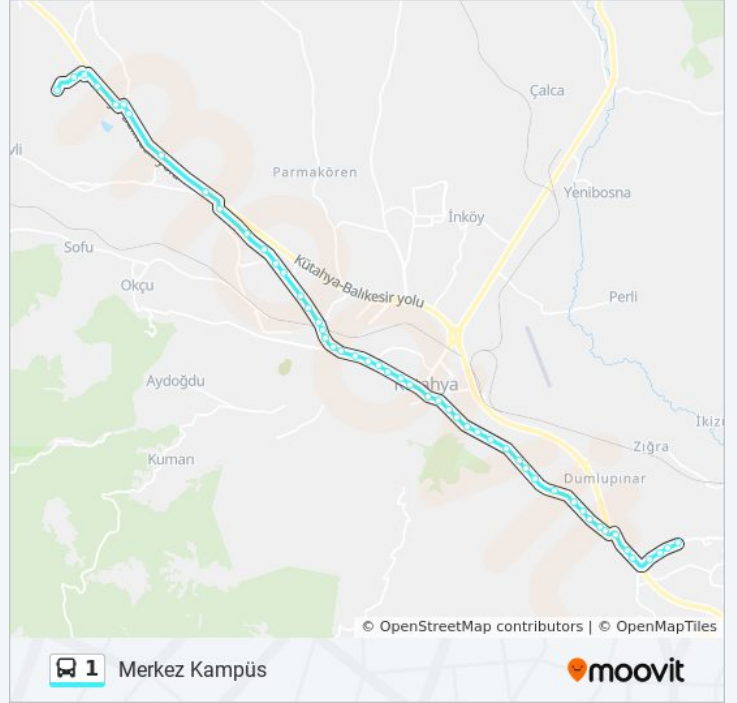 Çalca
Parmakören
Yenibosna
İnköy
Sofu
Kütahya-Balıkesir yolu
Okçu
Perli
Aydoğdu
Kütahya
Zığra
Kumarı
Dumlupınar
© OpenStreetMap contributors | © OpenMapTiles
1 Merkez Kampüs
moovit